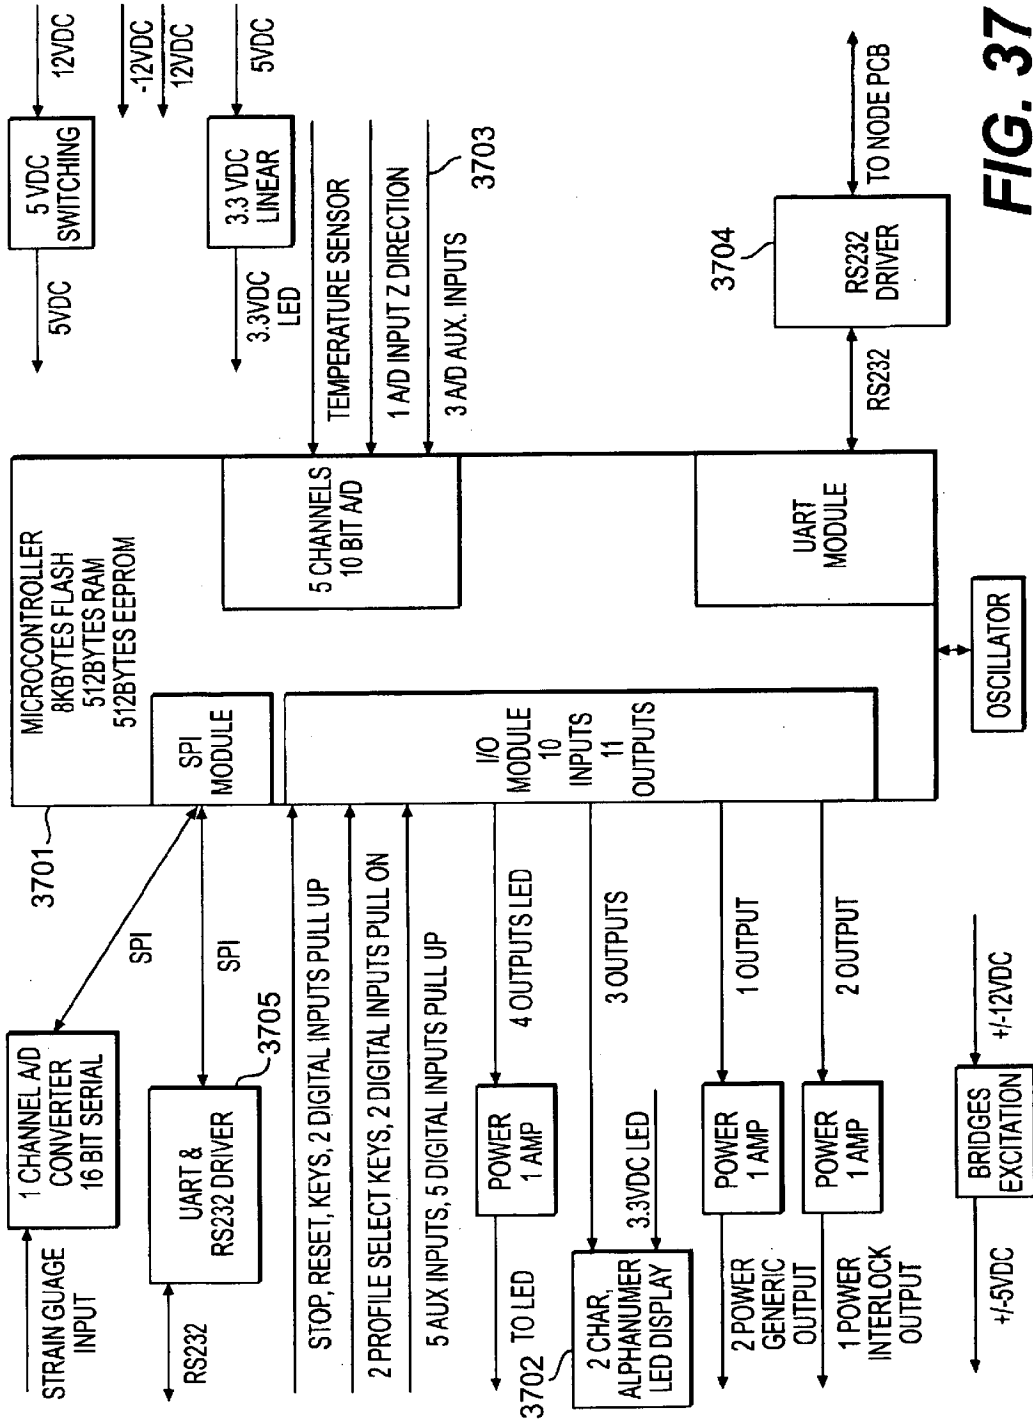 1 CHANNEL A/D
CONVERTER
16 BIT SERIAL
STRAIN GUAGE
INPUT
SPI
3701
MICROCONTROLLER
8KBYTES FLASH
512BYTES RAM
512BYTES EEPROM
SPI
MODULE
UART &
RS232 DRIVER
3705
RS232
SPI
STOP, RESET, KEYS, 2 DIGITAL INPUTS PULL UP
2 PROFILE SELECT KEYS, 2 DIGITAL INPUTS PULL ON
5 AUX INPUTS, 5 DIGITAL INPUTS PULL UP
I/O
MODULE
10
INPUTS
11
OUTPUTS
POWER
1 AMP
4 OUTPUTS LED
TO LED
3702
2 CHAR,
ALPHANUMER
LED DISPLAY
3 OUTPUTS
3.3VDC LED
POWER
1 AMP
1 OUTPUT
2 POWER
GENERIC
OUTPUT
POWER
1 AMP
2 OUTPUT
1 POWER
INTERLOCK
OUTPUT
BRIDGES
EXCITATION
+/-12VDC
+/-5VDC
OSCILLATOR
5 CHANNELS
10 BIT A/D
UART
MODULE
5VDC
5 VDC
SWITCHING
12VDC
-12VDC
12VDC
3.3VDC
LED
3.3 VDC
LINEAR
5VDC
TEMPERATURE SENSOR
1 A/D INPUT Z DIRECTION
3 A/D AUX. INPUTS
3703
RS232
3704
RS232
DRIVER
TO NODE PCB
FIG. 37